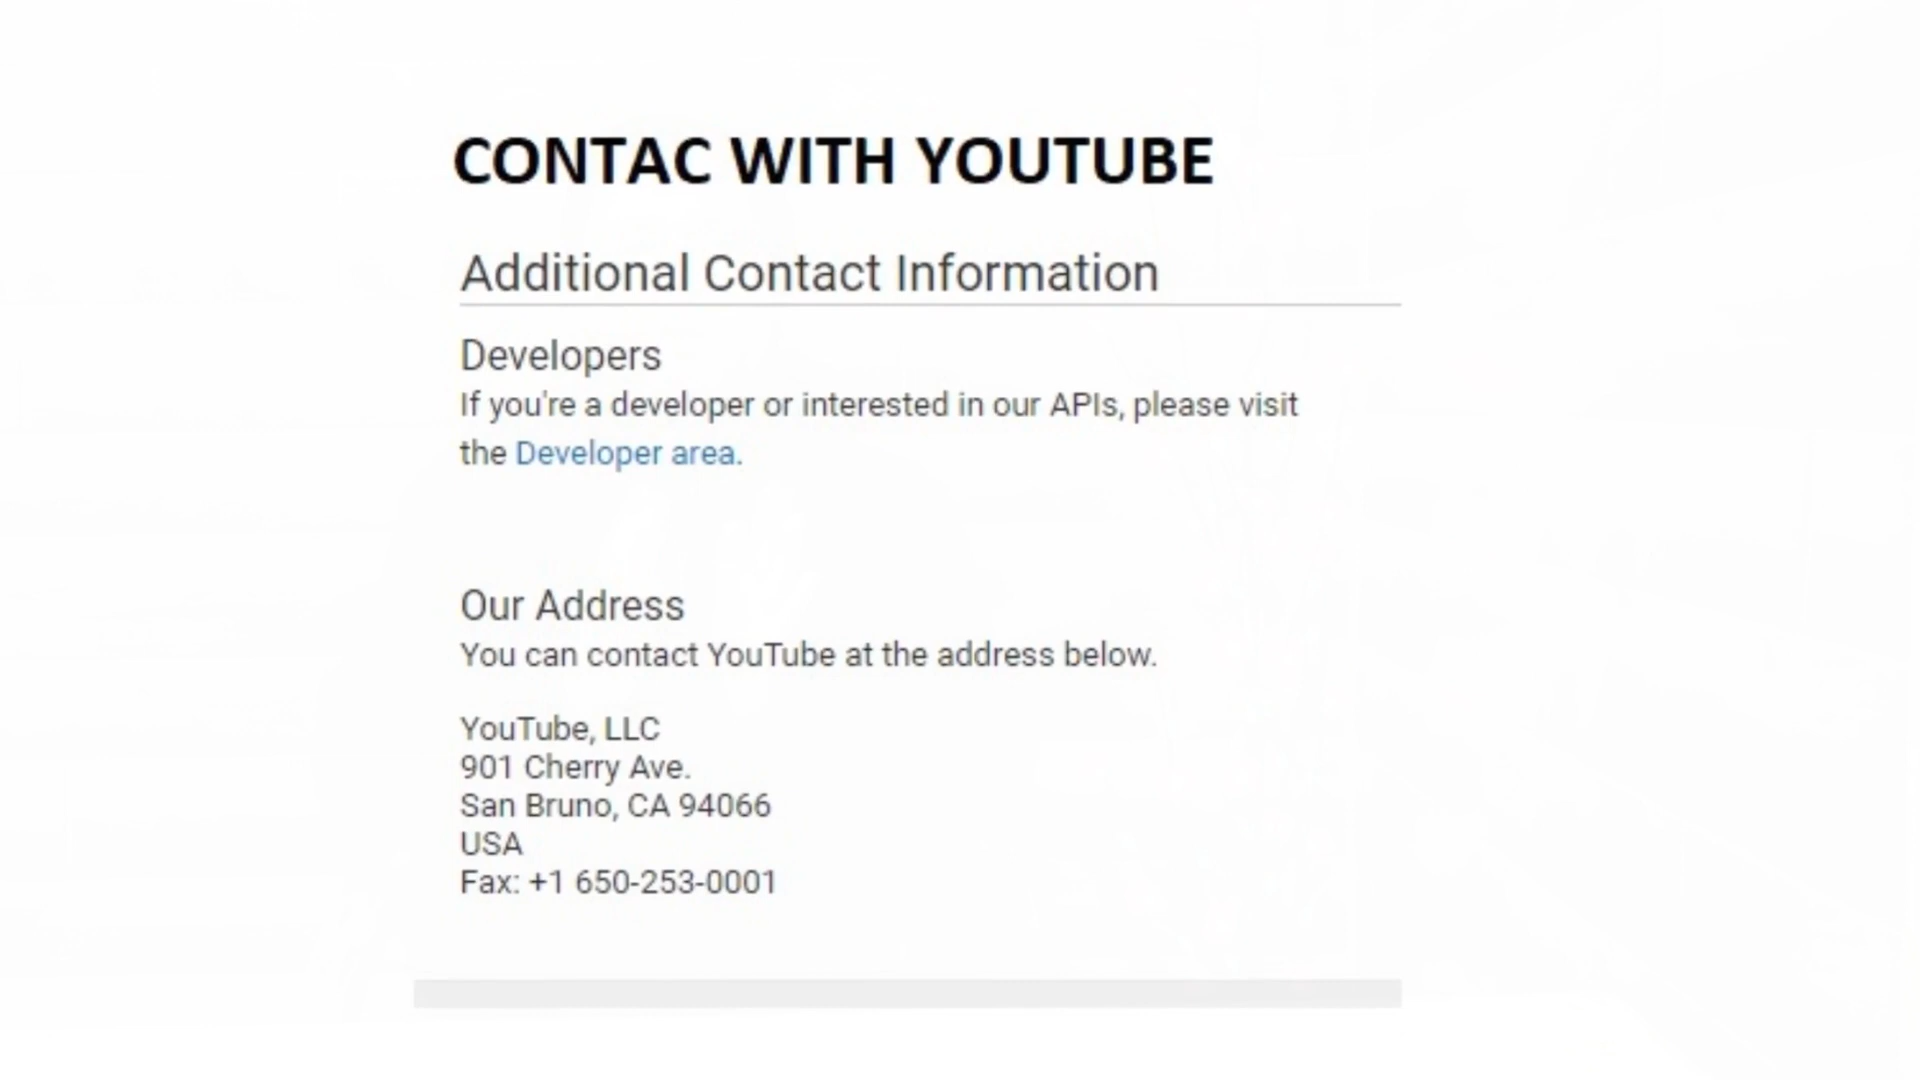 CONTAC WITH YOUTUBE
Additional Contact Information
Developers
If you're a developer or interested in our APIs, please visit
the Developer area.
Our Address
You can contact YouTube at the address below.
YouTube, LLC
901 Cherry Ave.
San Bruno, CA 94066
USA
Fax: +1 650-253-0001